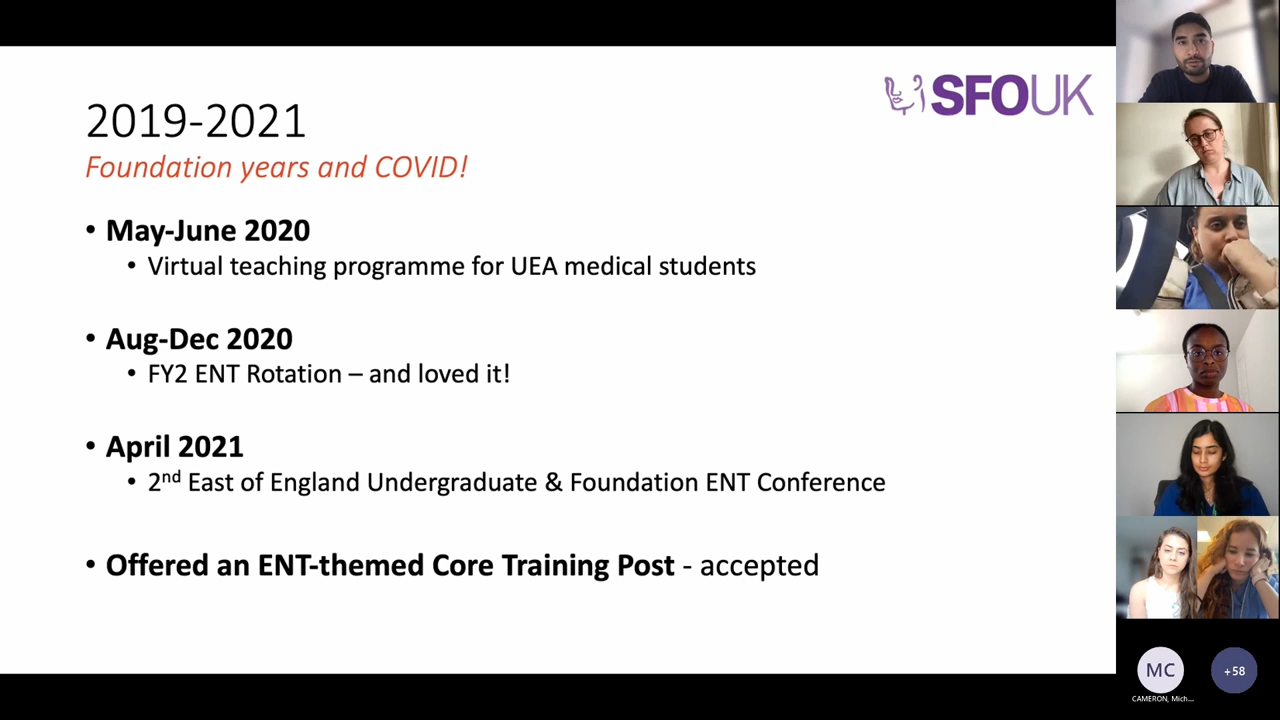 SFOUK
2019-2021
Foundation years and COVID!
• May-June 2020
• Virtual teaching programme for UEA medical students
• Aug-Dec 2020
• FY2 ENT Rotation – and loved it!
• April 2021
• 2nd East of England Undergraduate & Foundation ENT Conference
• Offered an ENT-themed Core Training Post - accepted
MC
+58
CAMERON, Mich...